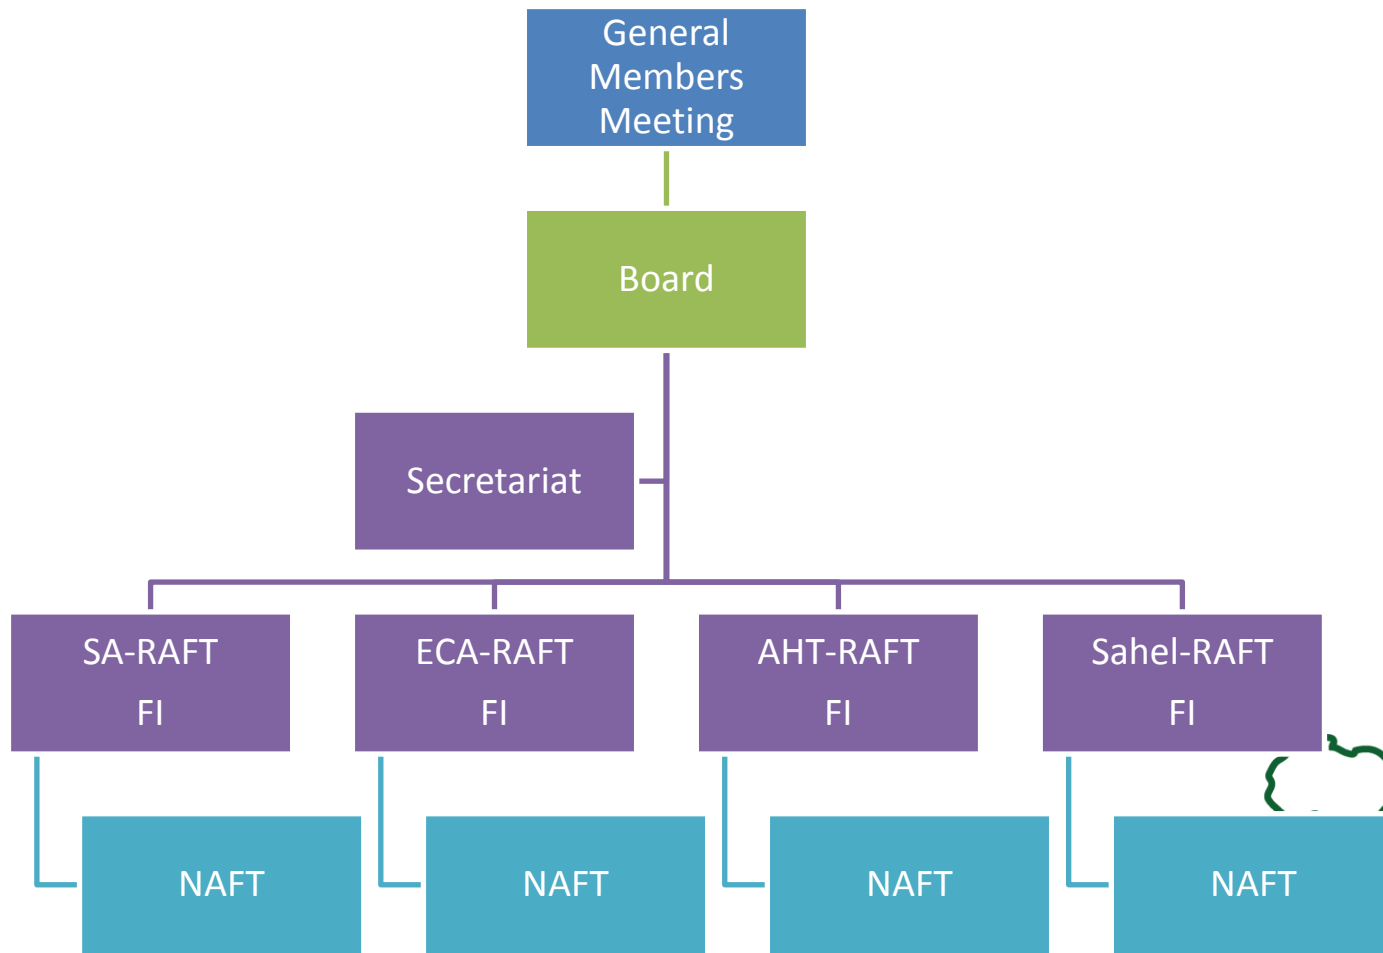 General
Members
Meeting
Board
Secretariat
SA-RAFT
FI
ECA-RAFT
FI
AHT-RAFT
FI
Sahel-RAFT
FI
NAFT
NAFT
NAFT
NAFT